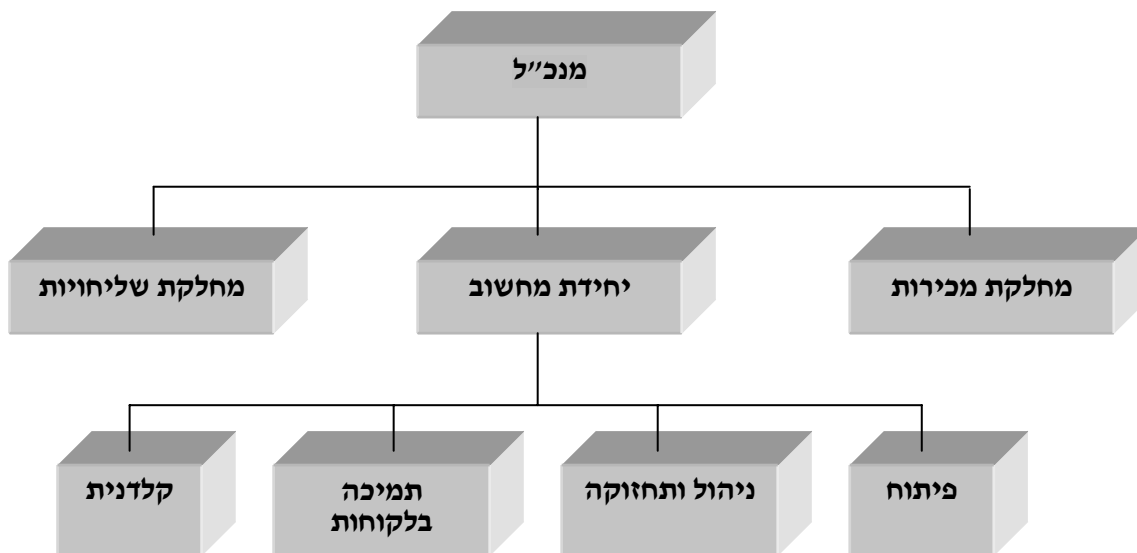 מנכ״ל
מחלקת מכירות
יחידת מחשוב
מחלקת שליחויות
פיתוח
ניהול ותחזוקה
תמיכה
בלקוחות
קלדנית